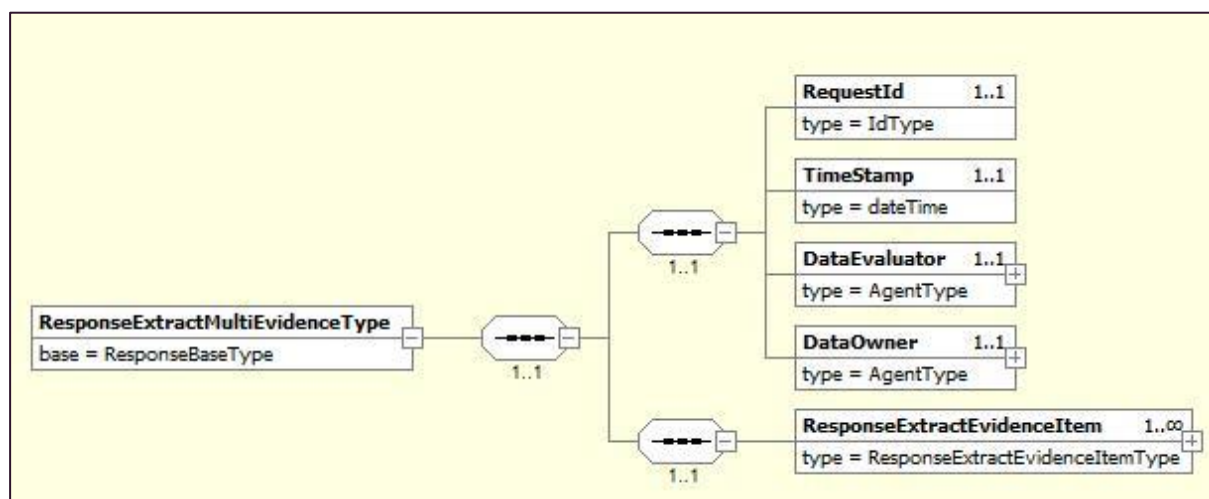 RequestId 1..1
type = IdType
TimeStamp 1..1
type = dateTime
1..1
DataEvaluator 1..1
type = AgentType
ResponseExtractMultiEvidenceType
base = ResponseBaseType
1..1
DataOwner 1..1
type = AgentType
ResponseExtractEvidenceItem 1..∞
type = ResponseExtractEvidenceItemType
1..1